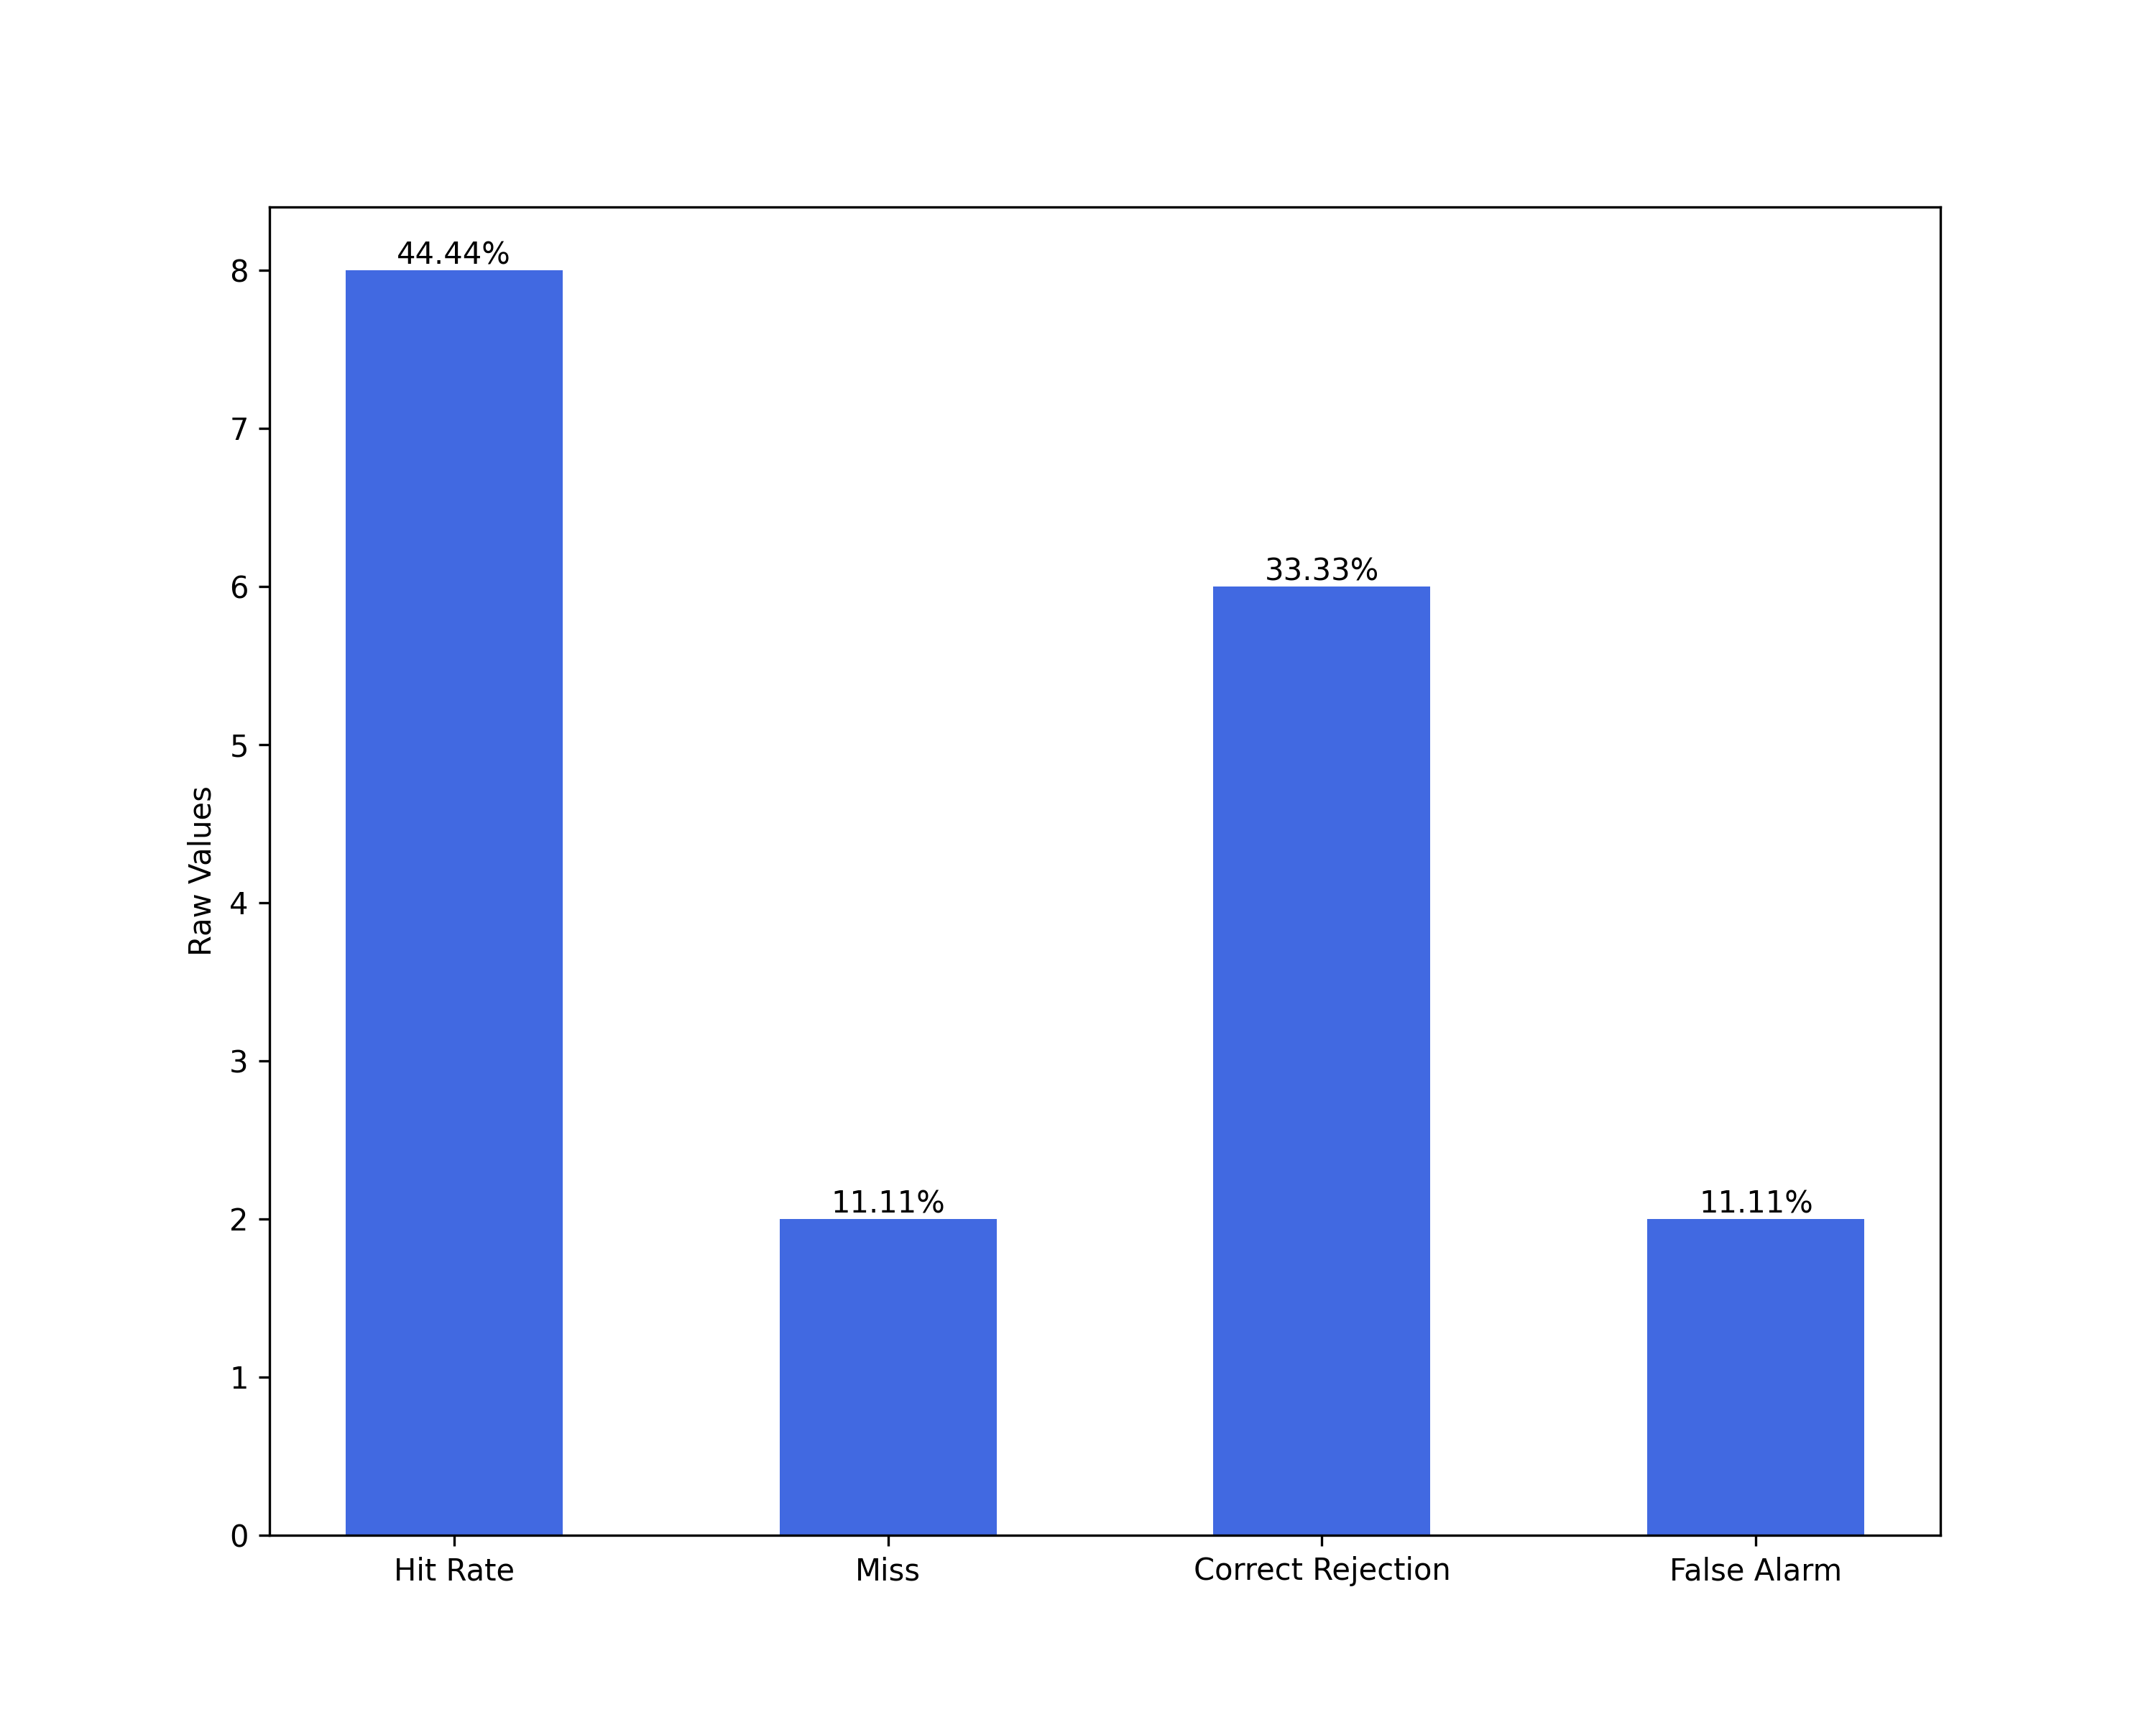 44.44%
8
7
33.33%
6
5
Raw Values
4
3
11.11%
11.11%
2
1
0
Hit Rate
Miss
Correct Rejection
False Alarm